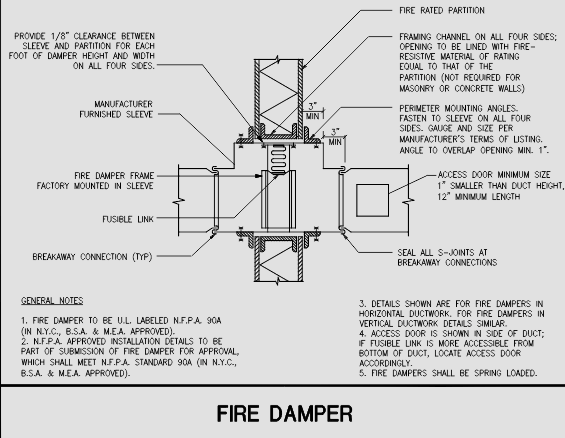 FIRE RATED PARTITION
PROVIDE 1/8" CLEARANCE BETWEEN
SLEEVE AND PARTITION FOR EACH
FOOT OF DAMPER HEIGHT AND WIDTH
ON ALL FOUR SIDES.
FRAMING CHANNEL ON ALL FOUR SIDES;
OPENING TO BE LINED WITH FIRE-
RESISTIVE MATERIAL OF RATING
EQUAL TO THAT OF THE
PARTITION (NOT REQUIRED FOR
MASONRY OR CONCRETE WALLS)
MANUFACTURER
FURNISHED SLEEVE
3"
MIN
3"
MIN
PERIMETER MOUNTING ANGLES.
FASTEN TO SLEEVE ON ALL FOUR
SIDES. GAUGE AND SIZE PER
MANUFACTURER'S TERMS OF LISTING.
ANGLE TO OVERLAP OPENING MIN. 1".
FIRE DAMPER FRAME
FACTORY MOUNTED IN SLEEVE
ACCESS DOOR MINIMUM SIZE
1" SMALLER THAN DUCT HEIGHT,
12" MINIMUM LENGTH
FUSIBLE LINK
BREAKAWAY CONNECTION (TYP)
SEAL ALL S-JOINTS AT
BREAKAWAY CONNECTIONS
GENERAL NOTES
1. FIRE DAMPER TO BE U.L. LABELED N.F.P.A. 90A
(IN N.Y.C., B.S.A. & M.E.A. APPROVED).
2. N.F.P.A. APPROVED INSTALLATION DETAILS TO BE
PART OF SUBMISSION OF FIRE DAMPER FOR APPROVAL,
WHICH SHALL MEET N.F.P.A. STANDARD 90A (IN N.Y.C.,
B.S.A. & M.E.A. APPROVED).
3. DETAILS SHOWN ARE FOR FIRE DAMPERS IN
HORIZONTAL DUCTWORK. FOR FIRE DAMPERS IN
VERTICAL DUCTWORK DETAILS SIMILAR.
4. ACCESS DOOR IS SHOWN IN SIDE OF DUCT;
IF FUSIBLE LINK IS MORE ACCESSIBLE FROM
BOTTOM OF DUCT, LOCATE ACCESS DOOR
ACCORDINGLY.
5. FIRE DAMPERS SHALL BE SPRING LOADED.
FIRE DAMPER